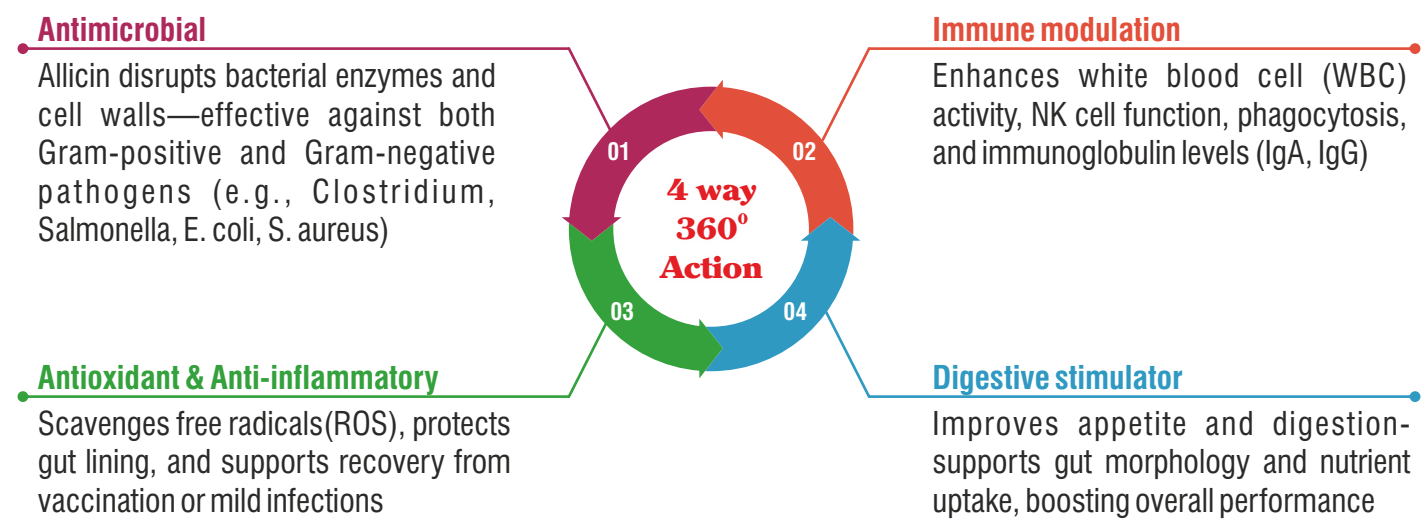 Antimicrobial
Allicin disrupts bacterial enzymes and
cell walls—effective against both
Gram-positive and Gram-negative
pathogens (e.g., Clostridium,
Salmonella, E. coli, S. aureus)
01
Immune modulation
Enhances white blood cell (WBC)
activity, NK cell function, phagocytosis,
and immunoglobulin levels (IgA, IgG)
02
4 way
360⁰
Action
03
Antioxidant & Anti-inflammatory
Scavenges free radicals(ROS), protects
gut lining, and supports recovery from
vaccination or mild infections
04
Digestive stimulator
Improves appetite and digestion-
supports gut morphology and nutrient
uptake, boosting overall performance